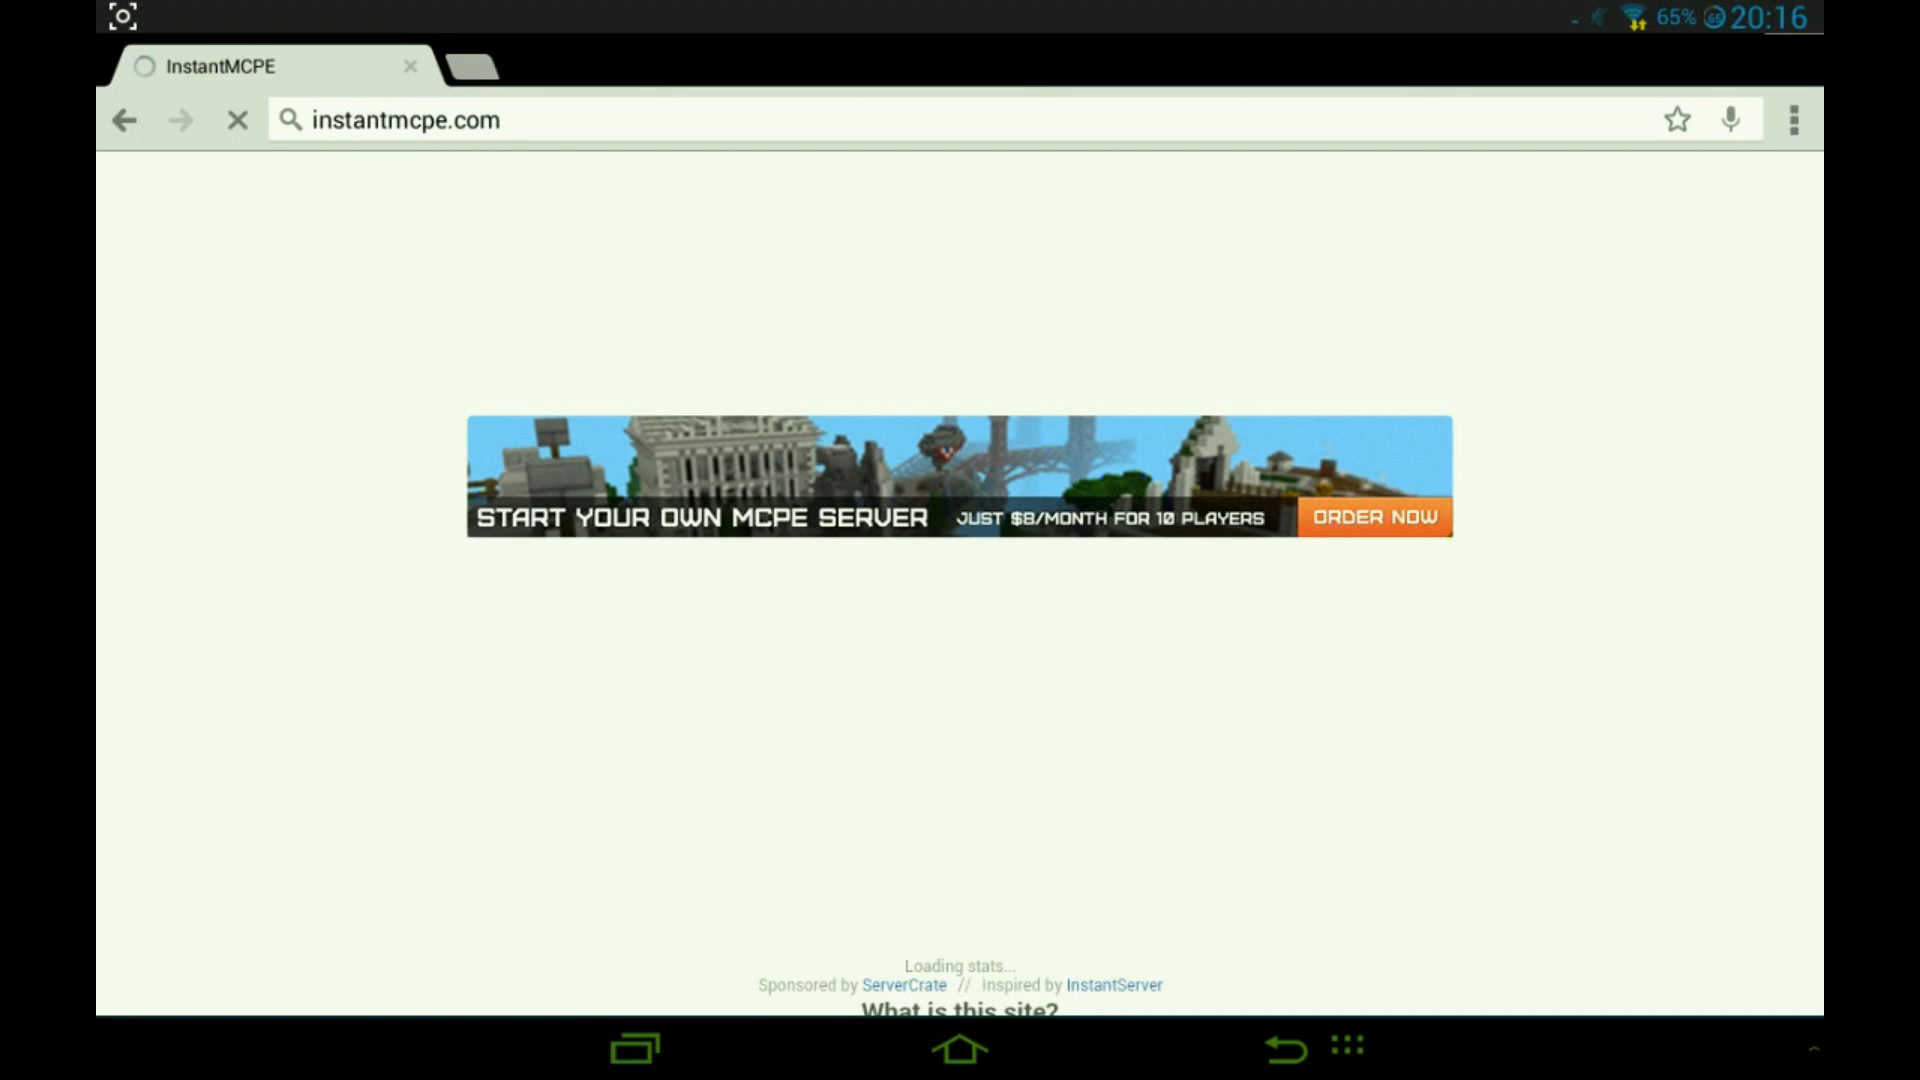 65% 65 20:16
InstantMCPE
instantmcpe.com
START YOUR OWN MCPE SERVER JUST $8/MONTH FOR 10 PLAYERS ORDER NOW
Loading stats...
Sponsored by ServerCrate // Inspired by InstantServer
What is this site?